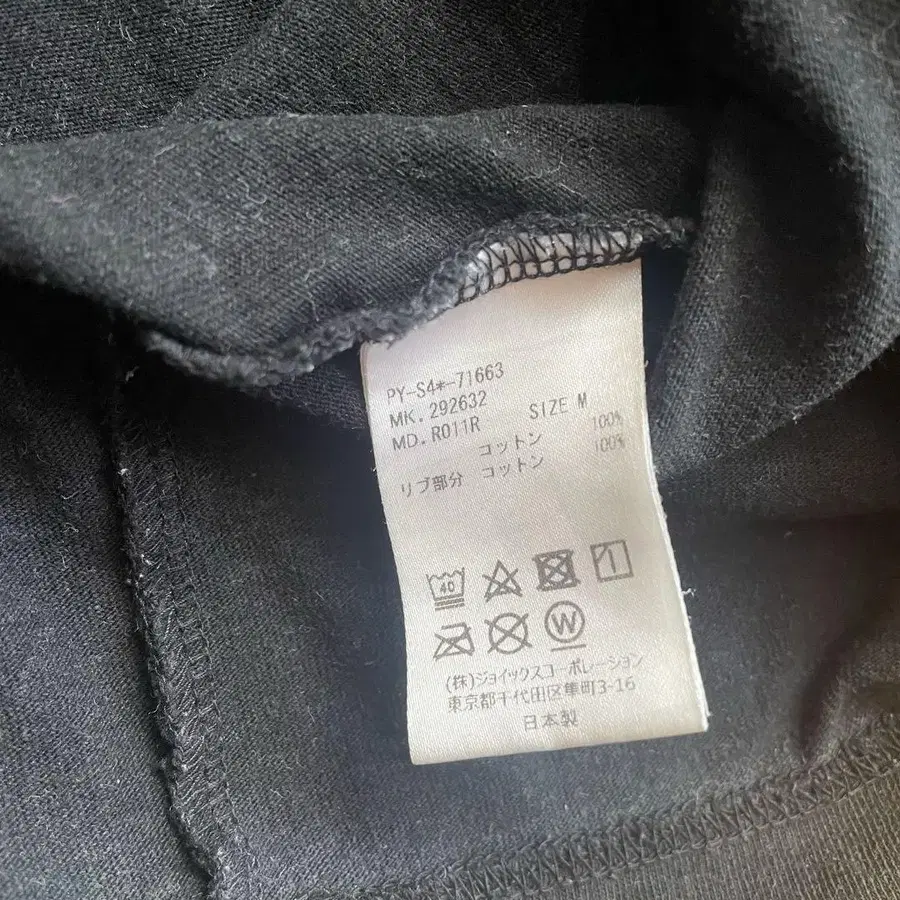 PY-S4*-71663
MK. 292632
MD. R011R SIZE M
コットン 100%
リブ部分 コットン 100%
40
W
(株)ジョイックスコーポレーション
東京都千代田区隼町3-16
日本製